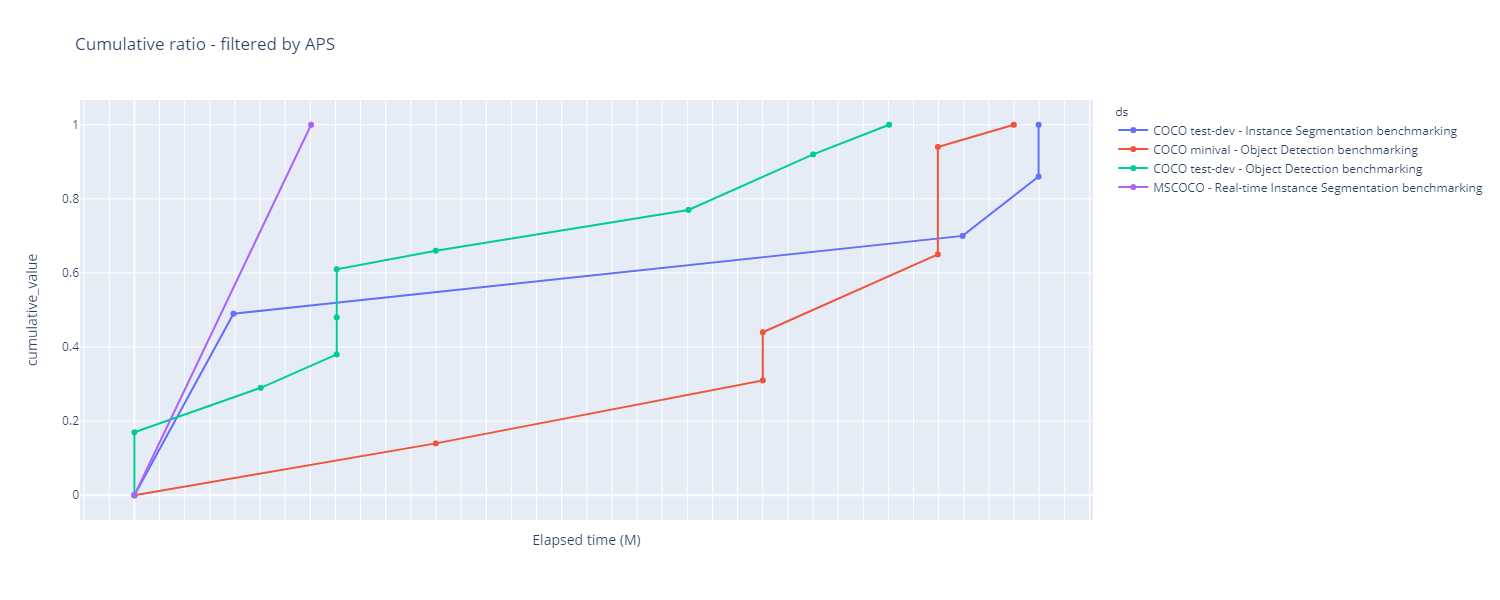 Cumulative ratio - filtered by APS
ds
COCO test-dev - Instance Segmentation benchmarking
COCO minival - Object Detection benchmarking
COCO test-dev - Object Detection benchmarking
MSCOCO - Real-time Instance Segmentation benchmarking
1
0.8
0.6
0.4
0.2
0
cumulative_value
Elapsed time (M)